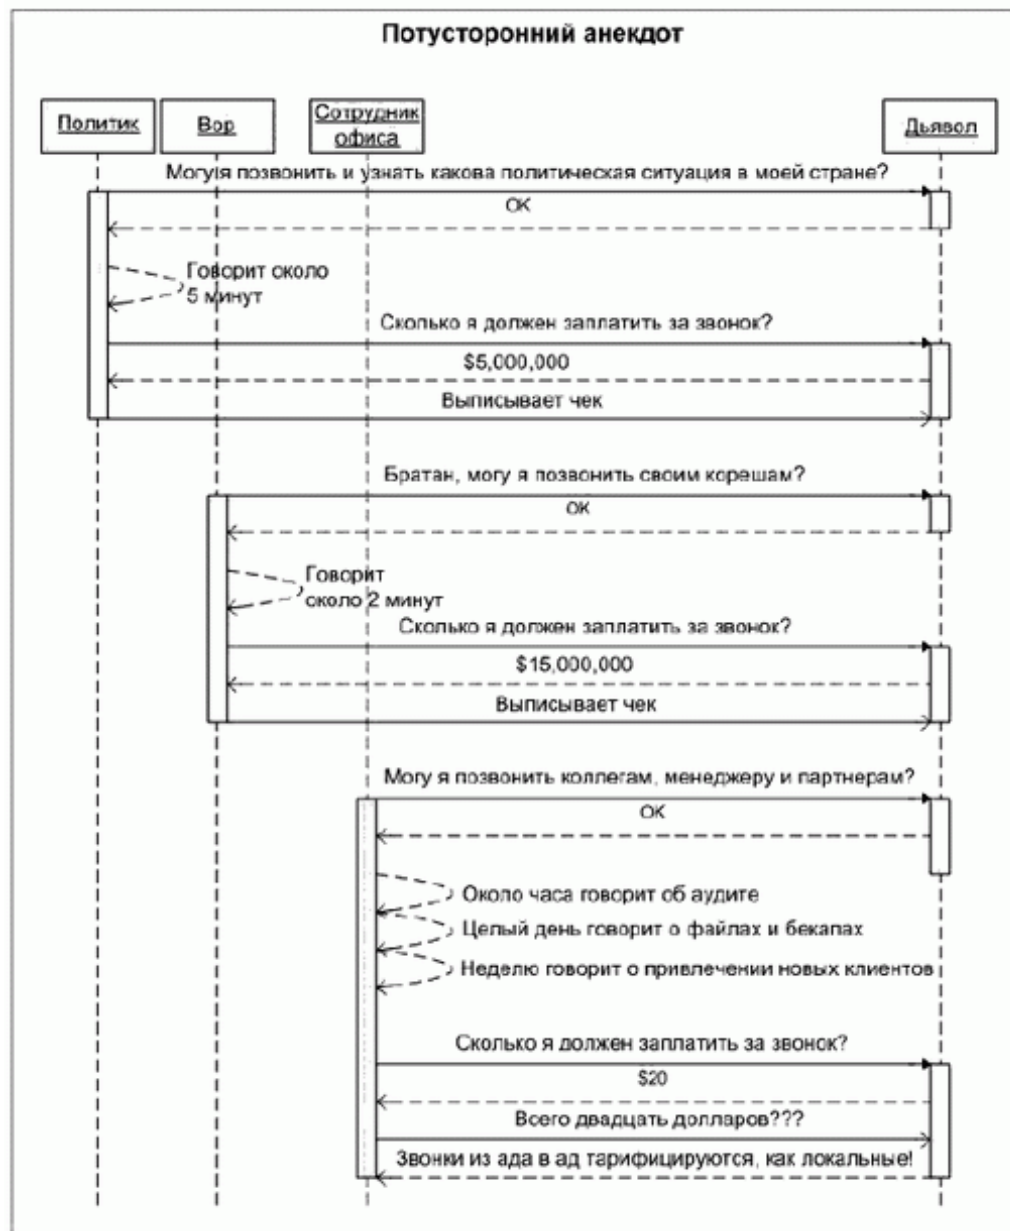 Потусторонний анекдот
Политик
Вор
Сотрудник
офиса
Дьявол
Могу я позвонить и узнать какова политическая ситуация в моей стране?
OK
Говорит около
5 минут
Сколько я должен заплатить за звонок?
$5,000,000
Выписывает чек
Братан, могу я позвонить своим корешам?
OK
Говорит
около 2 минут
Сколько я должен заплатить за звонок?
$15,000,000
Выписывает чек
Могу я позвонить коллегам, менеджеру и партнерам?
OK
Около часа говорит об аудите
Целый день говорит о файлах и бекапах
Неделю говорит о привлечении новых клиентов
Сколько я должен заплатить за звонок?
$20
Всего двадцать долларов???
Звонки из ада в ад тарифицируются, как локальные!